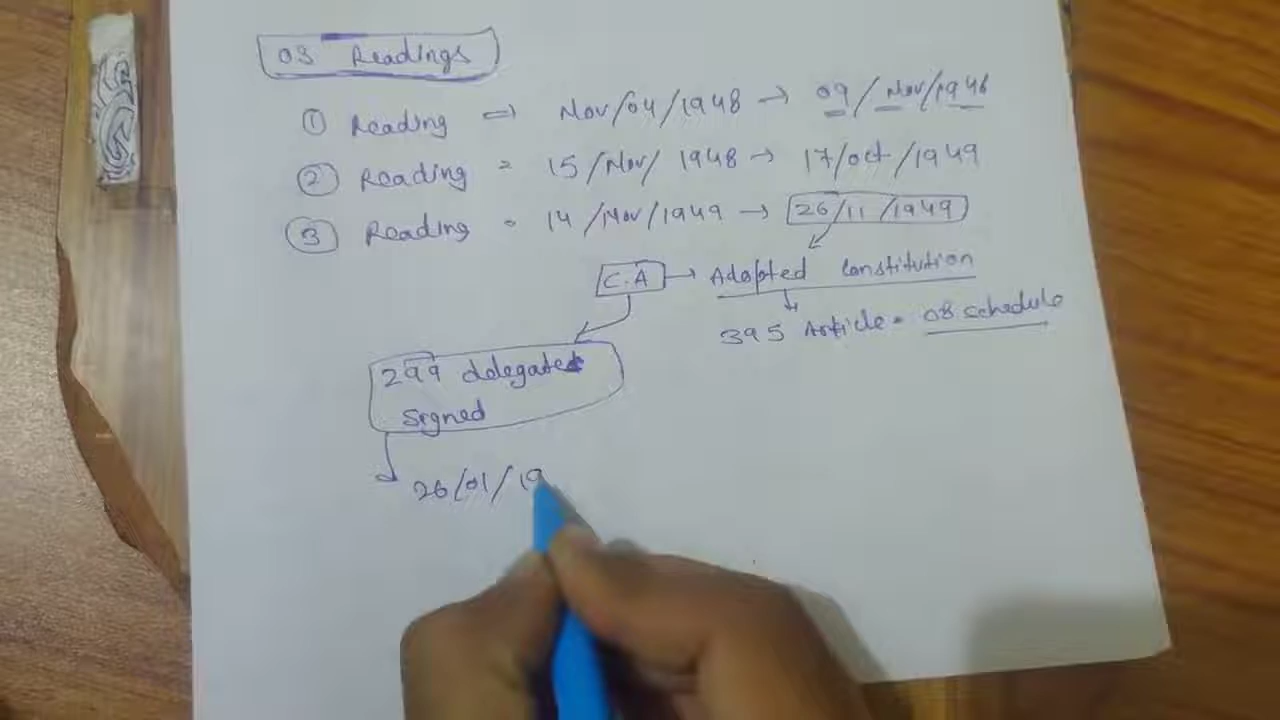 03 Readings
① Reading ⇒ Nov/04/1948 → 09/Nov/1948
② Reading = 15/Nov/ 1948 → 17/oct/1949
③ Reading = 14/Nov/1949 → 26/11/1949
C.A → Adopted Constitution
395 Article = 08 schedule
299 delegates
Signed
26/01/19